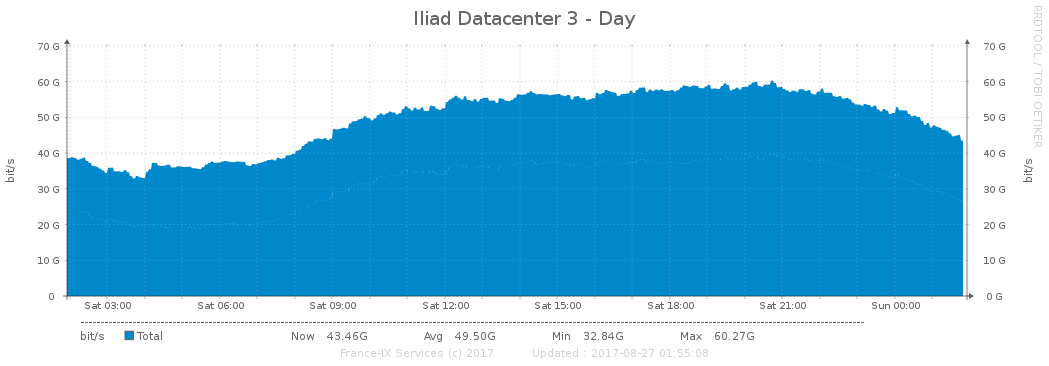 Iliad Datacenter 3 - Day
RRDTOOL / TOBI OETIKER
bit/s
70 G 70 G
60 G 60 G
50 G 50 G
40 G 40 G
30 G 30 G
20 G 20 G
10 G 10 G
0 0 G
bit/s
Sat 03:00 Sat 06:00 Sat 09:00 Sat 12:00 Sat 15:00 Sat 18:00 Sat 21:00 Sun 00:00
bit/s Total Now 43.46G Avg 49.50G Min 32.84G Max 60.27G
France-IX Services (c) 2017 Updated : 2017-08-27 01:55:08